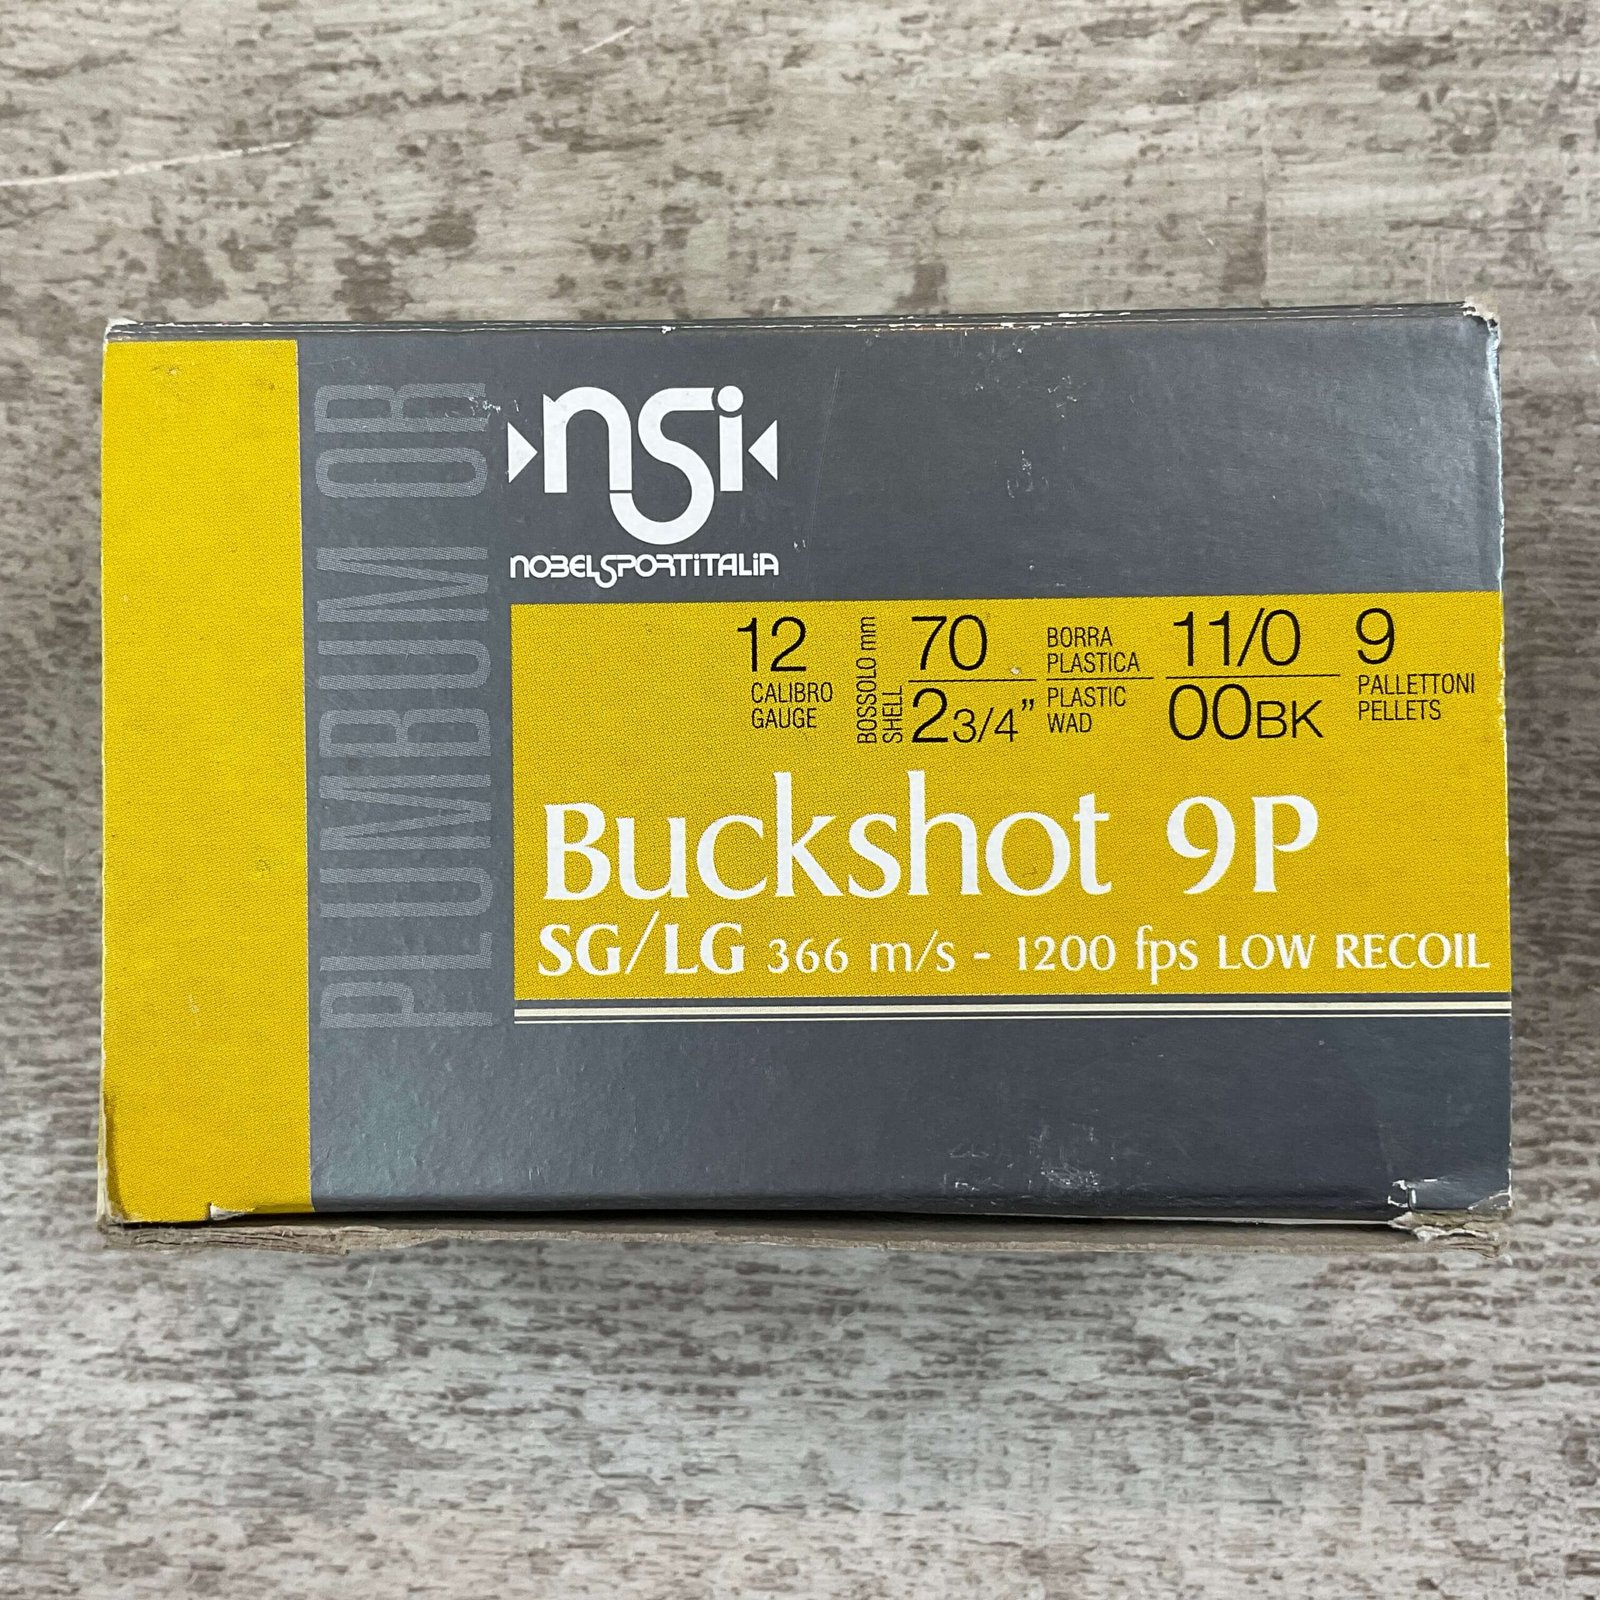 PLUMBUM OR
nsi
NOBELSPORTITALIA
12
CALIBRO
GAUGE
BOSSOLO mm
SHELL
70
2 3/4"
BORRA
PLASTICA
PLASTIC
WAD
11/0
00BK
9
PALLETTONI
PELLETS
Buckshot 9P
SG/LG 366 m/s - 1200 fps LOW RECOIL